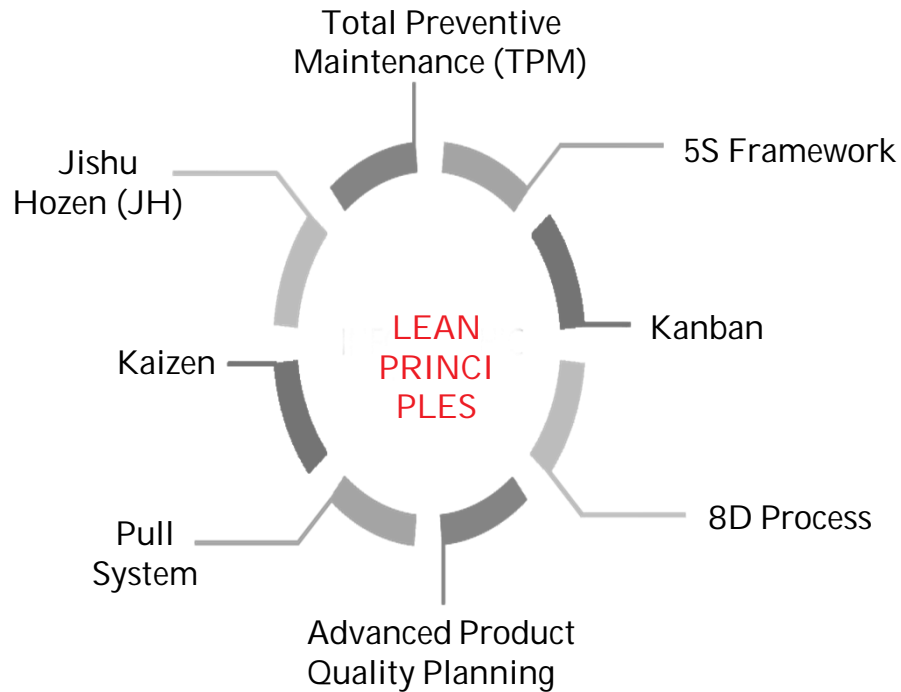 Total Preventive
Maintenance (TPM)
5S Framework
Jishu
Hozen (JH)
Kanban
LEAN
PRINCI
PLES
Kaizen
8D Process
Pull
System
Advanced Product
Quality Planning